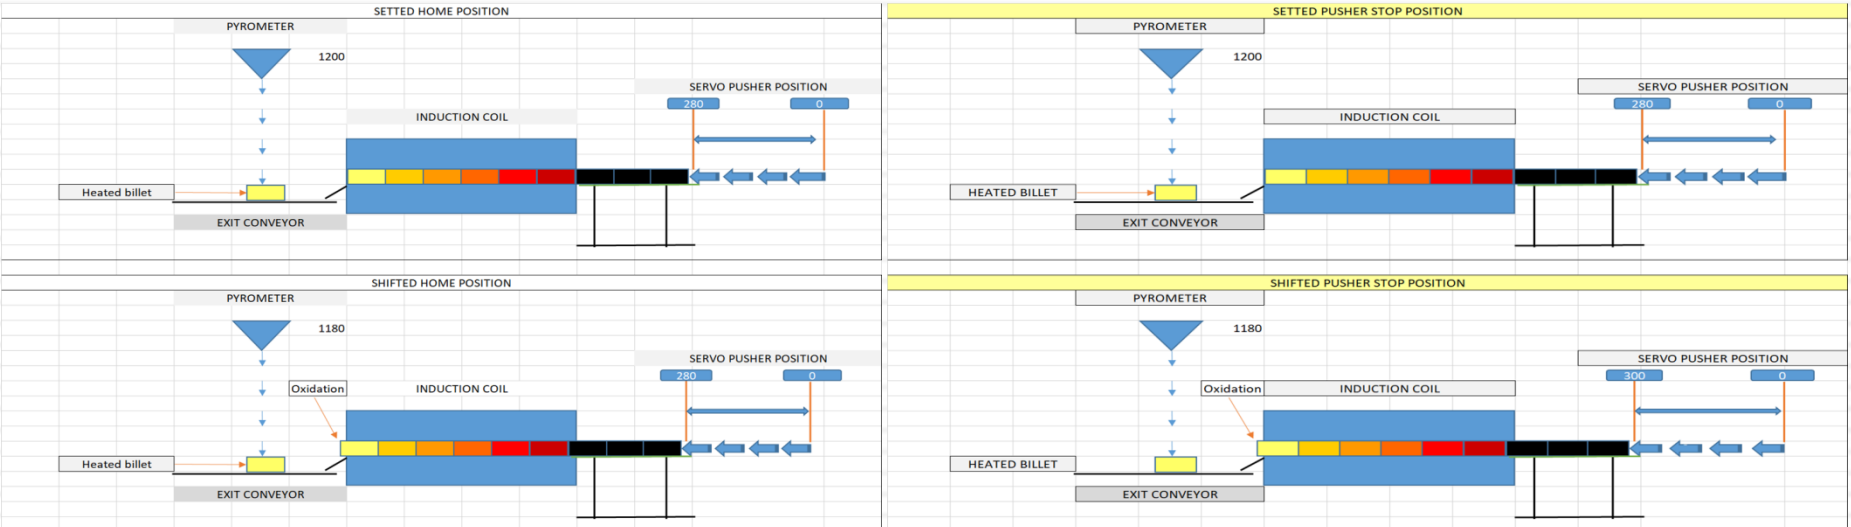 SETTED HOME POSITION
PYROMETER
1200
SERVO PUSHER POSITION
280
0
INDUCTION COIL
Heated billet
EXIT CONVEYOR
SETTED PUSHER STOP POSITION
PYROMETER
1200
SERVO PUSHER POSITION
280
0
INDUCTION COIL
HEATED BILLET
EXIT CONVEYOR
SHIFTED HOME POSITION
PYROMETER
1180
SERVO PUSHER POSITION
280
0
Oxidation
INDUCTION COIL
Heated billet
EXIT CONVEYOR
SHIFTED PUSHER STOP POSITION
PYROMETER
1180
SERVO PUSHER POSITION
300
0
Oxidation
INDUCTION COIL
HEATED BILLET
EXIT CONVEYOR